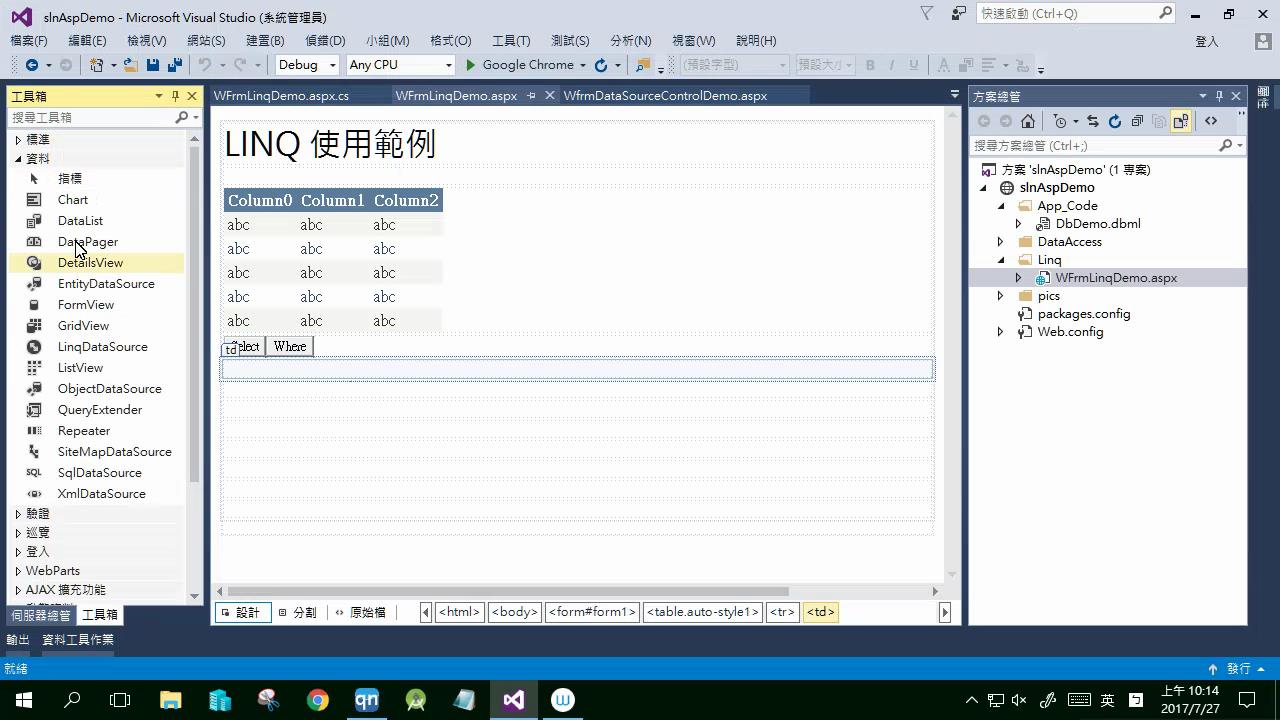 slnAspDemo - Microsoft Visual Studio (系統管理員)
快速啟動 (Ctrl+Q)
檔案(F) 編輯(E) 檢視(V) 網站(S) 建置(B) 偵錯(D) 小組(M) 格式(O) 工具(T) 測試(S) 分析(N) 視窗(W) 說明(H)
登入
Debug Any CPU Google Chrome (預設字型) (預設大小) B I U
工具箱
搜尋工具箱
標準
資料
指標
Chart
DataList
DataPager
DetailsView
EntityDataSource
FormView
GridView
LinqDataSource
ListView
ObjectDataSource
QueryExtender
Repeater
SiteMapDataSource
SqlDataSource
XmlDataSource
驗證
巡覽
登入
WebParts
AJAX 擴充功能
伺服器總管 工具箱
WFrmLinqDemo.aspx.cs WFrmLinqDemo.aspx WfrmDataSourceControlDemo.aspx
LINQ 使用範例
Column0 Column1 Column2
abc abc abc
abc abc abc
abc abc abc
abc abc abc
abc abc abc
td Where
設計 分割 原始檔 <html> <body> <form#form1> <table.auto-style1> <tr> <td>
方案總管
搜尋方案總管 (Ctrl+;)
方案 'slnAspDemo' (1 專案)
slnAspDemo
App_Code
DbDemo.dbml
DataAccess
Linq
WFrmLinqDemo.aspx
pics
packages.config
Web.config
輸出 資料工具作業
就緒
發行
英
上午 10:14
2017/7/27